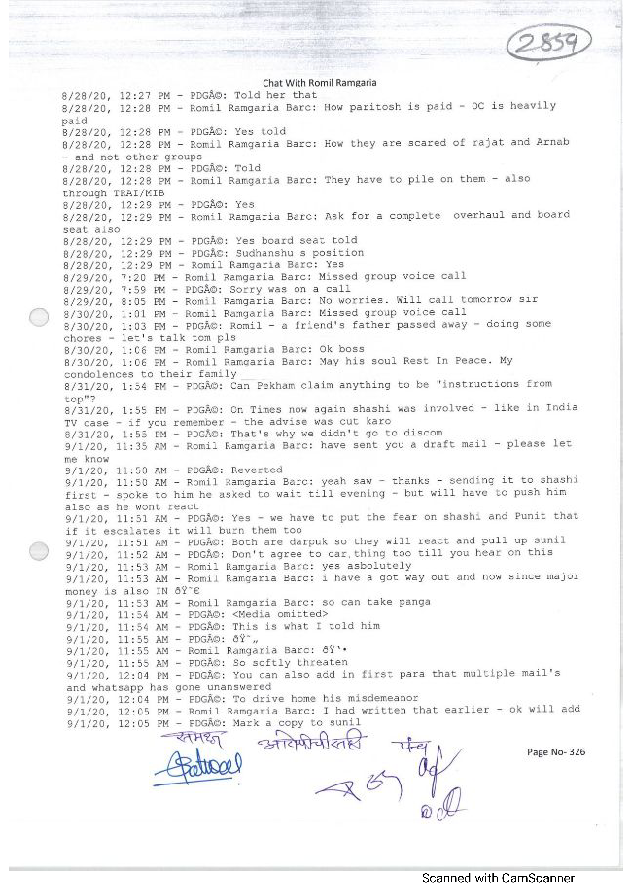 2859
Chat With Romil Ramgaria
8/28/20, 12:27 PM - PDGÂ©: Told her that
8/28/20, 12:28 PM - Romil Ramgaria Barc: How paritosh is paid - DC is heavily
paid
8/28/20, 12:28 PM - PDGÂ©: Yes told
8/28/20, 12:28 PM - Romil Ramgaria Barc: How they are scared of rajat and Arnab
- and not other groups
8/28/20, 12:28 PM - PDGÂ©: Told
8/28/20, 12:28 PM - Romil Ramgaria Barc: They have to pile on them - also
through TRAI/MIB
8/28/20, 12:29 PM - PDGÂ©: Yes
8/28/20, 12:29 PM - Romil Ramgaria Barc: Ask for a complete overhaul and board
seat also
8/28/20, 12:29 PM - PDGÂ©: Yes board seat told
8/28/20, 12:29 PM - PDGÂ©: Sudhanshu s position
8/28/20, 12:29 PM - Romil Ramgaria Barc: Yes
8/29/20, 7:20 PM - Romil Ramgaria Barc: Missed group voice call
8/29/20, 7:59 PM - PDGÂ©: Sorry was on a call
8/29/20, 8:05 PM - Romil Ramgaria Barc: No worries. Will call tomorrow sir
8/30/20, 1:01 PM - Romil Ramgaria Barc: Missed group voice call
8/30/20, 1:03 PM - PDGÂ©: Romil - a friend's father passed away - doing some
chores - let's talk tom pls
8/30/20, 1:06 PM - Romil Ramgaria Barc: Ok boss
8/30/20, 1:06 PM - Romil Ramgaria Barc: May his soul Rest In Peace. My
condolences to their family
8/31/20, 1:54 PM - PDGÂ©: Can Pekham claim anything to be "instructions from
top"?
8/31/20, 1:55 PM - PDGÂ©: On Times now again shashi was involved - like in India
TV case - if you remember - the advise was cut karo
8/31/20, 1:55 PM - PDGÂ©: That's why we didn't go to discom
9/1/20, 11:35 AM - Romil Ramgaria Barc: have sent you a draft mail - please let
me know
9/1/20, 11:50 AM - PDGÂ©: Reverted
9/1/20, 11:50 AM - Romil Ramgaria Barc: yeah saw - thanks - sending it to shashi
first - spoke to him he asked to wait till evening - but will have to push him
also as he wont react
9/1/20, 11:51 AM - PDGÂ©: Yes - we have to put the fear on shashi and Punit that
if it escalates it will burn them too
9/1/20, 11:51 AM - PDGÂ©: Both are darpuk so they will react and pull up sunil
9/1/20, 11:52 AM - PDGÂ©: Don't agree to car,thing too till you hear on this
9/1/20, 11:53 AM - Romil Ramgaria Barc: yes asbolutely
9/1/20, 11:53 AM - Romil Ramgaria Barc: i have a got way out and now since major
money is also IN ðŸ˜€
9/1/20, 11:53 AM - Romil Ramgaria Barc: so can take panga
9/1/20, 11:54 AM - PDGÂ©: <Media omitted>
9/1/20, 11:54 AM - PDGÂ©: This is what I told him
9/1/20, 11:55 AM - PDGÂ©: ðŸ˜„
9/1/20, 11:55 AM - Romil Ramgaria Barc: ðŸ‘•
9/1/20, 11:55 AM - PDGÂ©: So softly threaten
9/1/20, 12:04 PM - PDGÂ©: You can also add in first para that multiple mail's
and whatsapp has gone unanswered
9/1/20, 12:04 PM - PDGÂ©: To drive home his misdemeanor
9/1/20, 12:05 PM - Romil Ramgaria Barc: I had written that earlier - ok will add
9/1/20, 12:05 PM - PDGÂ©: Mark a copy to sunil
समक्ष
Page No- 326
Scanned with CamScanner